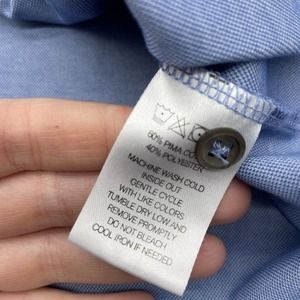 60% PIMA CO
40% POLYESTER
MACHINE WASH COLD
INSIDE OUT
GENTLE CYCLE
WITH LIKE COLORS
TUMBLE DRY LOW AND
REMOVE PROMPTLY
DO NOT BLEACH
COOL IRON IF NEEDED